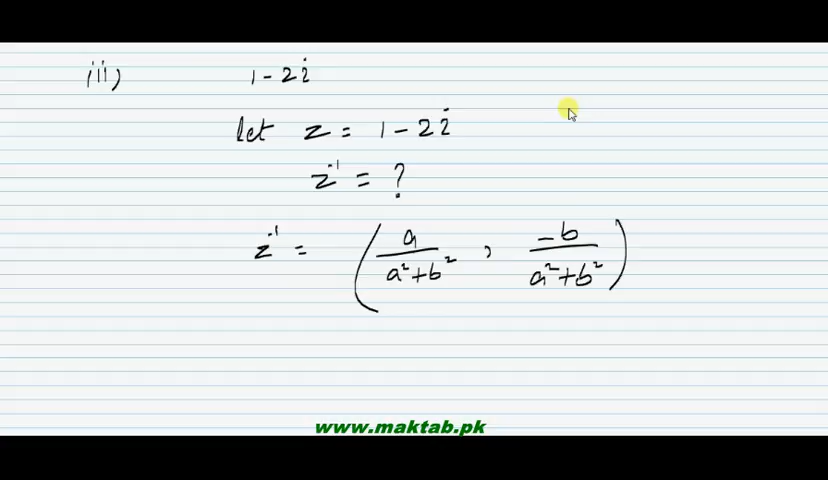 iii) 1 - 2i
let z = 1 - 2i
z⁻¹ = ?
z⁻¹ = ( a/(a²+b²) , -b/(a²+b²) )
www.maktab.pk